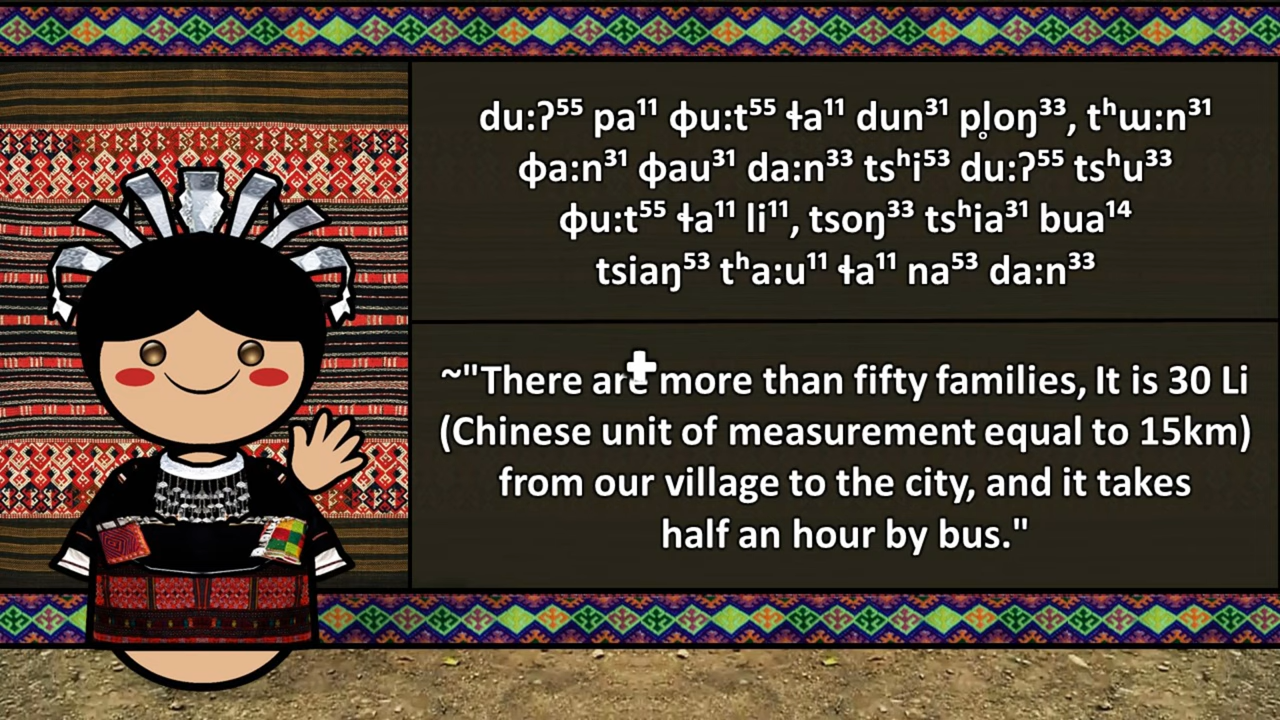 du:ʔ⁵⁵ pa¹¹ ɸu:t⁵⁵ ɬa¹¹ dun³¹ pl̥oŋ³³, tʰɯ:n³¹
ɸa:n³¹ ɸau³¹ da:n³³ tsʰi⁵³ du:ʔ⁵⁵ tsʰu³³
ɸu:t⁵⁵ ɬa¹¹ li¹¹, tsoŋ³³ tsʰia³¹ bua¹⁴
tsiaŋ⁵³ tʰa:u¹¹ ɬa¹¹ na⁵³ da:n³³
~"There are more than fifty families, It is 30 Li
(Chinese unit of measurement equal to 15km)
from our village to the city, and it takes
half an hour by bus."